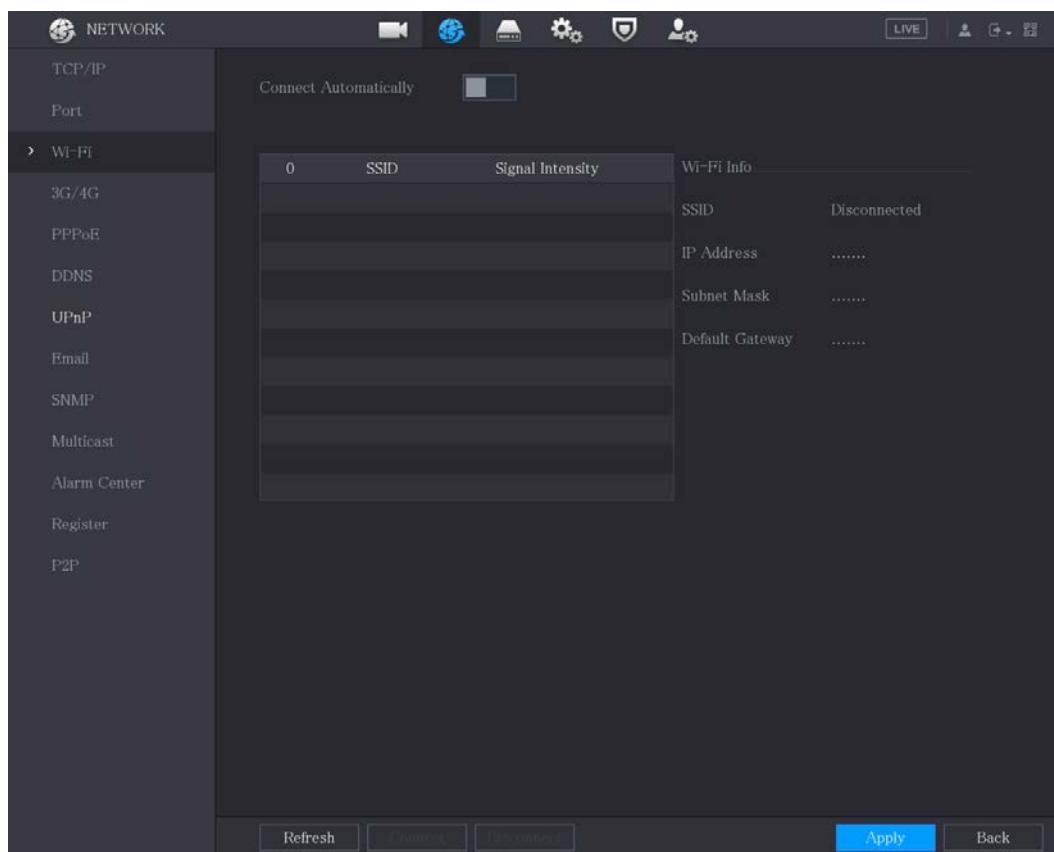 NETWORK
LIVE
TCP/IP
Port
Wi-Fi
3G/4G
PPPoE
DDNS
UPnP
Email
SNMP
Multicast
Alarm Center
Register
P2P
Connect Automatically
0 SSID Signal Intensity
Wi-Fi Info
SSID Disconnected
IP Address .......
Subnet Mask .......
Default Gateway .......
Refresh Connect Disconnect Apply Back